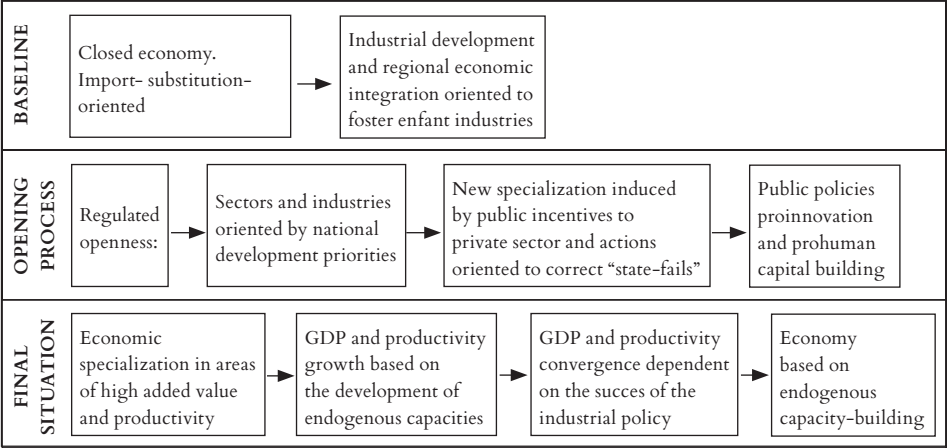 BASELINE
Closed economy.
Import- substitution-
oriented
Industrial development
and regional economic
integration oriented to
foster enfant industries
OPENING
PROCESS
Regulated
openness:
Sectors and industries
oriented by national
development priorities
New specialization induced
by public incentives to
private sector and actions
oriented to correct “state-fails”
Public policies
proinnovation
and prohuman
capital building
FINAL
SITUATION
Economic
specialization in areas
of high added value
and productivity
GDP and productivity
growth based on
the development of
endogenous capacities
GDP and productivity
convergence dependent
on the succes of the
industrial policy
Economy
based on
endogenous
capacity-building